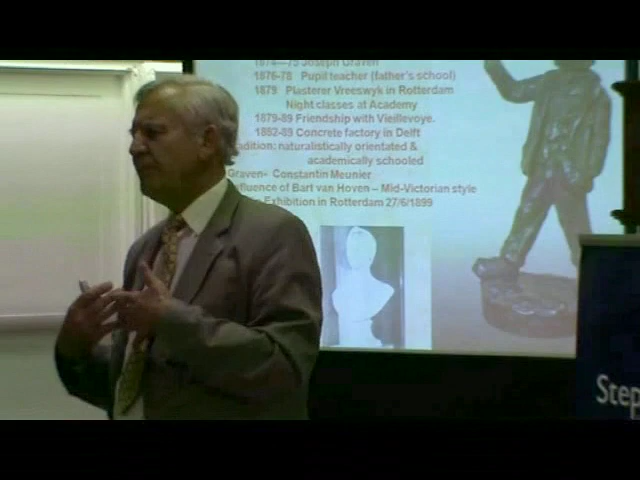 1874—75 Joseph Graven
1876-78 Pupil teacher (father's school)
1879 Plasterer Vreeswyk in Rotterdam
Night classes at Academy
1879-89 Friendship with Vieillevoye.
1882-89 Concrete factory in Delft
radition: naturalistically orientated &
academically schooled
Graven- Constantin Meunier
nfluence of Bart van Hoven – Mid-Victorian style
Exhibition in Rotterdam 27/6/1899
Step